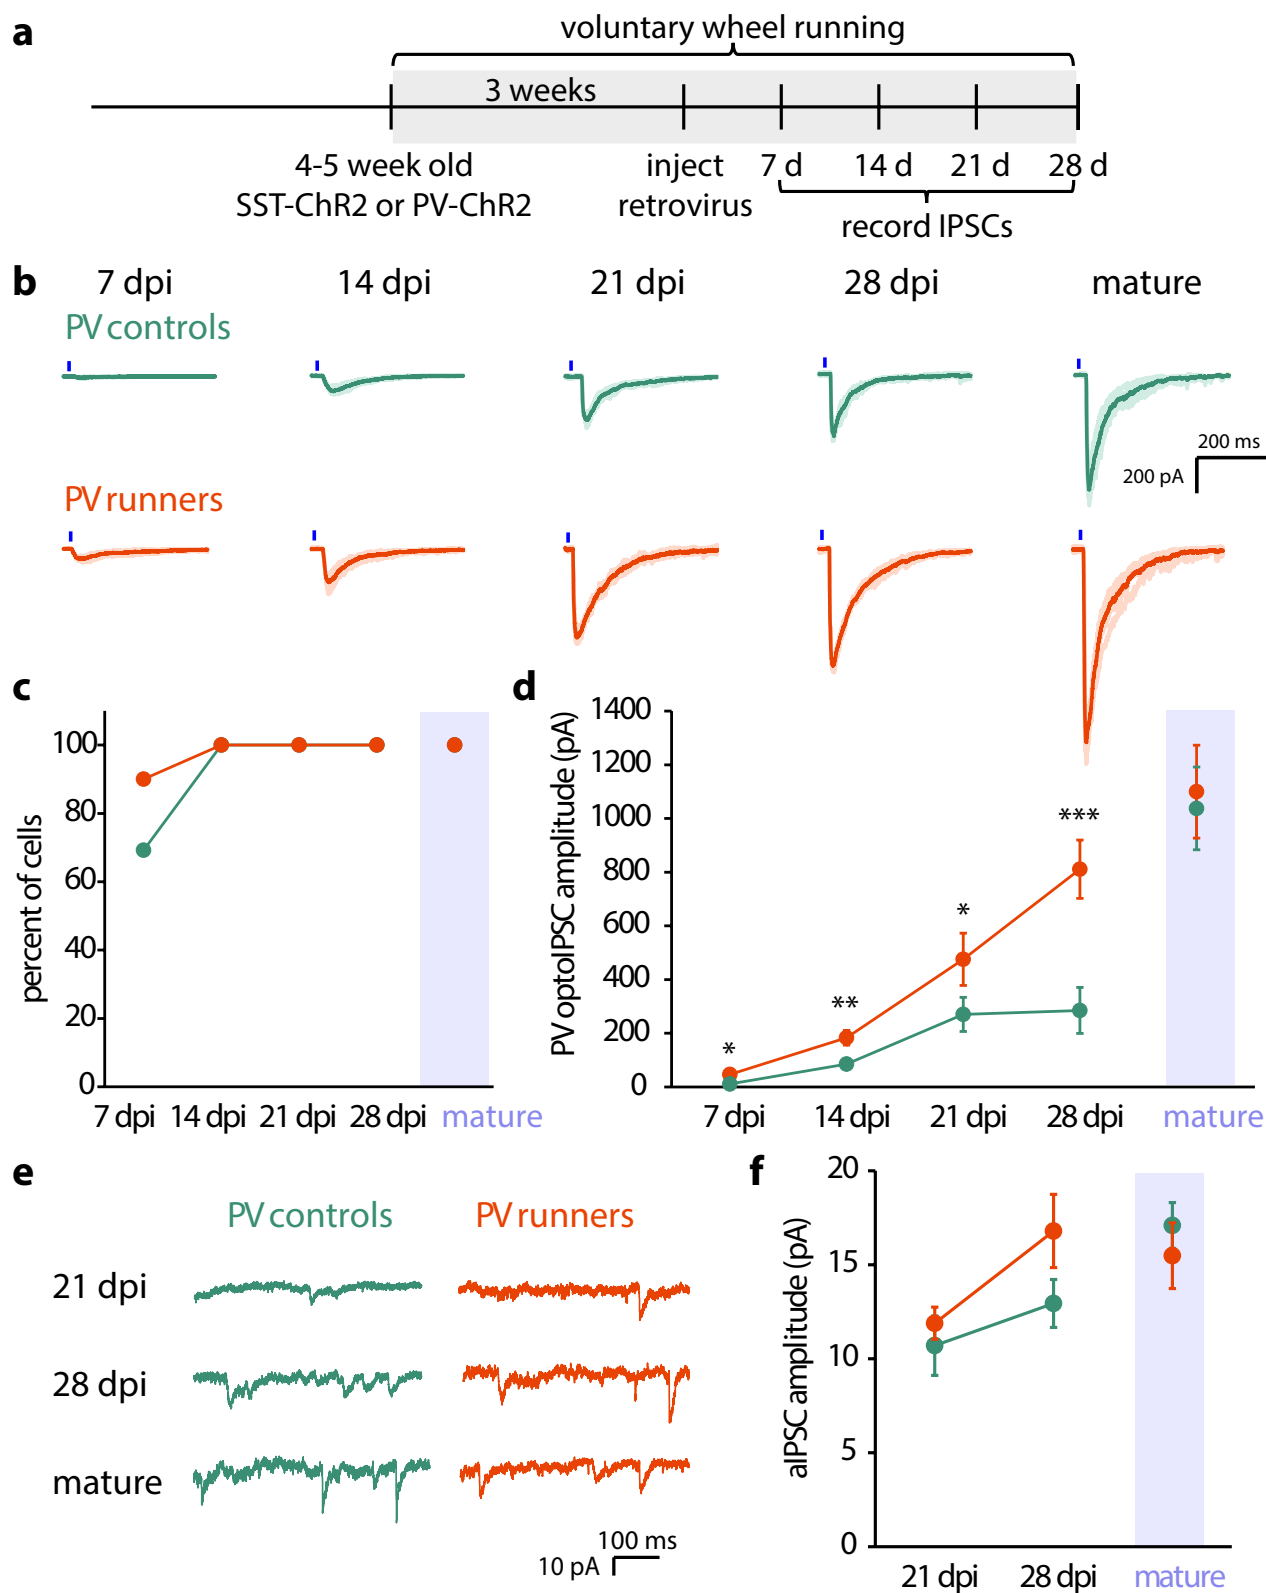 a
voluntary wheel running
3 weeks
4-5 week old
SST-ChR2 or PV-ChR2
inject
retrovirus
7 d
14 d
21 d
28 d
record IPSCs
b
7 dpi
14 dpi
21 dpi
28 dpi
mature
PV controls
200 ms
200 pA
PV runners
c
percent of cells
100
80
60
40
20
0
7 dpi
14 dpi
21 dpi
28 dpi
mature
d
PV optoIPSC amplitude (pA)
1400
1200
1000
800
600
400
200
0
*
**
*
***
7 dpi
14 dpi
21 dpi
28 dpi
mature
e
PV controls
PV runners
21 dpi
28 dpi
mature
100 ms
10 pA
f
aIPSC amplitude (pA)
20
15
10
5
0
21 dpi
28 dpi
mature